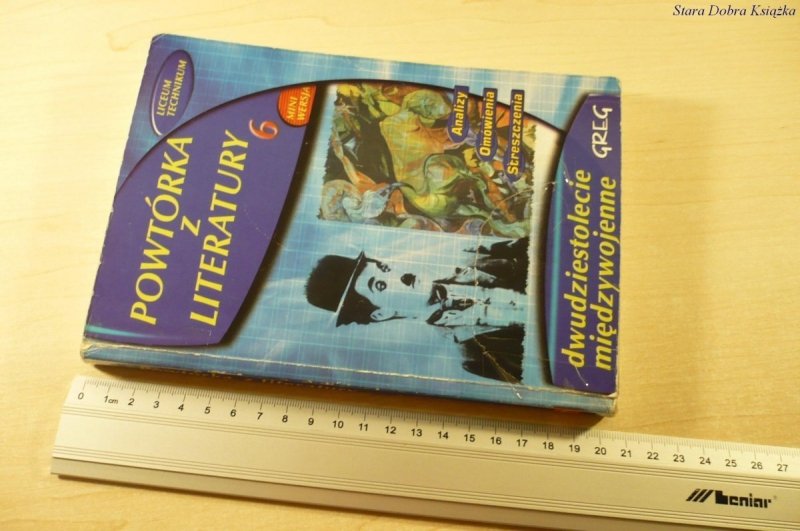 Stara Dobra Książka
LICEUM
TECHNIKUM
POWTÓRKA
Z
LITERATURY
6
MINI
WERSJA
Analizy
Omówienia
Streszczenia
GREG
dwudziestolecie
międzywojenne
0 1cm 2 3 4 5 6 7 8 9 10 11 12 13 14 15 16 17 18 19 20 21 22 23 24 25 26 27
leniar